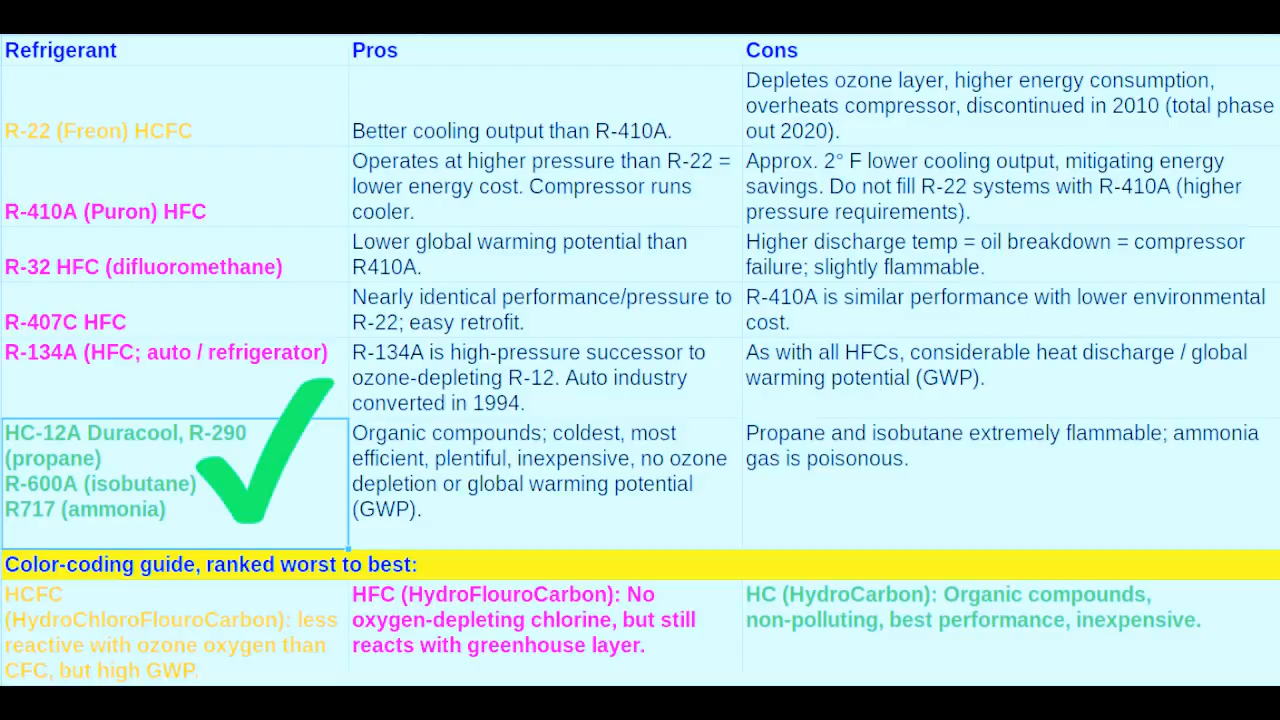 Refrigerant
Pros
Cons
R-22 (Freon) HCFC
Better cooling output than R-410A.
Depletes ozone layer, higher energy consumption,
overheats compressor, discontinued in 2010 (total phase
out 2020).
R-410A (Puron) HFC
Operates at higher pressure than R-22 =
lower energy cost. Compressor runs
cooler.
Approx. 2° F lower cooling output, mitigating energy
savings. Do not fill R-22 systems with R-410A (higher
pressure requirements).
R-32 HFC (difluoromethane)
Lower global warming potential than
R410A.
Higher discharge temp = oil breakdown = compressor
failure; slightly flammable.
R-407C HFC
Nearly identical performance/pressure to
R-22; easy retrofit.
R-410A is similar performance with lower environmental
cost.
R-134A (HFC; auto / refrigerator)
R-134A is high-pressure successor to
ozone-depleting R-12. Auto industry
converted in 1994.
As with all HFCs, considerable heat discharge / global
warming potential (GWP).
HC-12A Duracool, R-290
(propane)
R-600A (isobutane)
R717 (ammonia)
Organic compounds; coldest, most
efficient, plentiful, inexpensive, no ozone
depletion or global warming potential
(GWP).
Propane and isobutane extremely flammable; ammonia
gas is poisonous.
Color-coding guide, ranked worst to best:
HCFC
(HydroChloroFlouroCarbon): less
reactive with ozone oxygen than
CFC, but high GWP.
HFC (HydroFlouroCarbon): No
oxygen-depleting chlorine, but still
reacts with greenhouse layer.
HC (HydroCarbon): Organic compounds,
non-polluting, best performance, inexpensive.